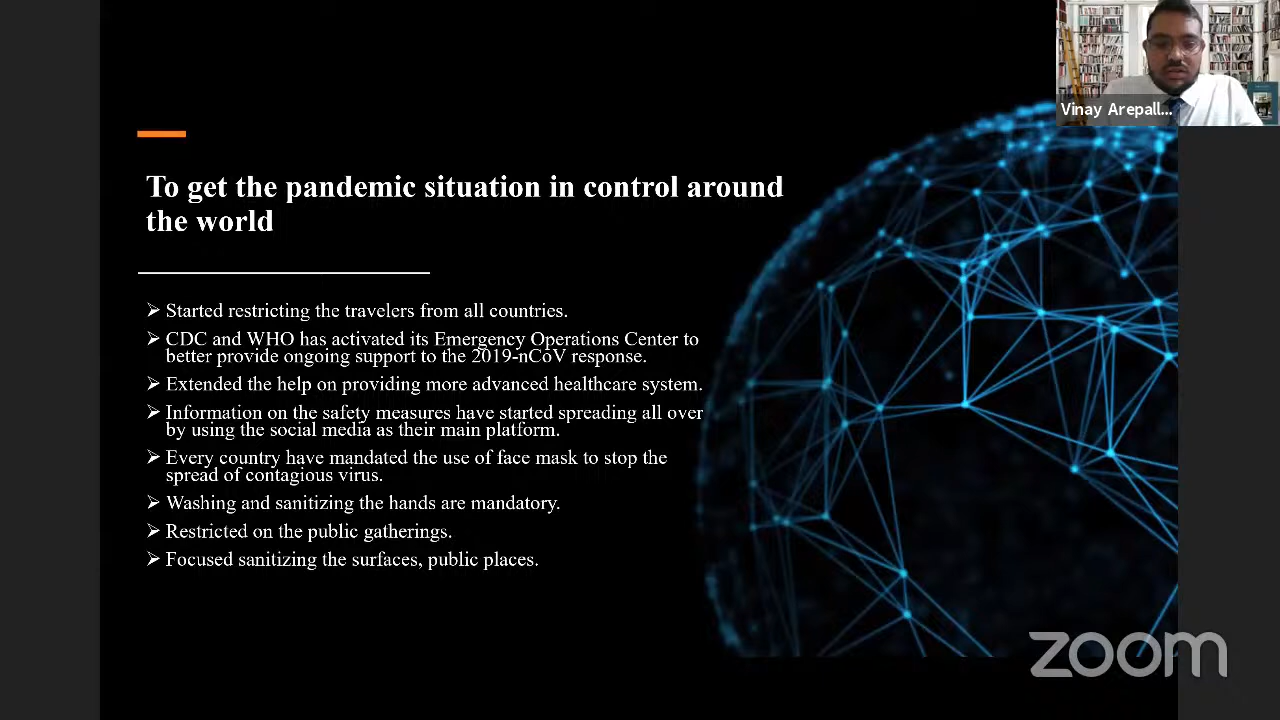 Vinay Arepall...
To get the pandemic situation in control around
the world
➢ Started restricting the travelers from all countries.
➢ CDC and WHO has activated its Emergency Operations Center to
better provide ongoing support to the 2019-nCoV response.
➢ Extended the help on providing more advanced healthcare system.
➢ Information on the safety measures have started spreading all over
by using the social media as their main platform.
➢ Every country have mandated the use of face mask to stop the
spread of contagious virus.
➢ Washing and sanitizing the hands are mandatory.
➢ Restricted on the public gatherings.
➢ Focused sanitizing the surfaces, public places.
zoom